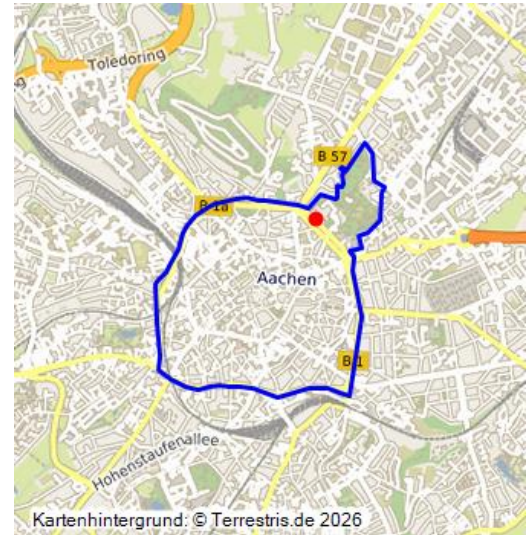 Toledoring
B 57
B 1a
Aachen
B 1
Hohenstaufenallee
Kartenhintergrund: © Terrestris.de 2026